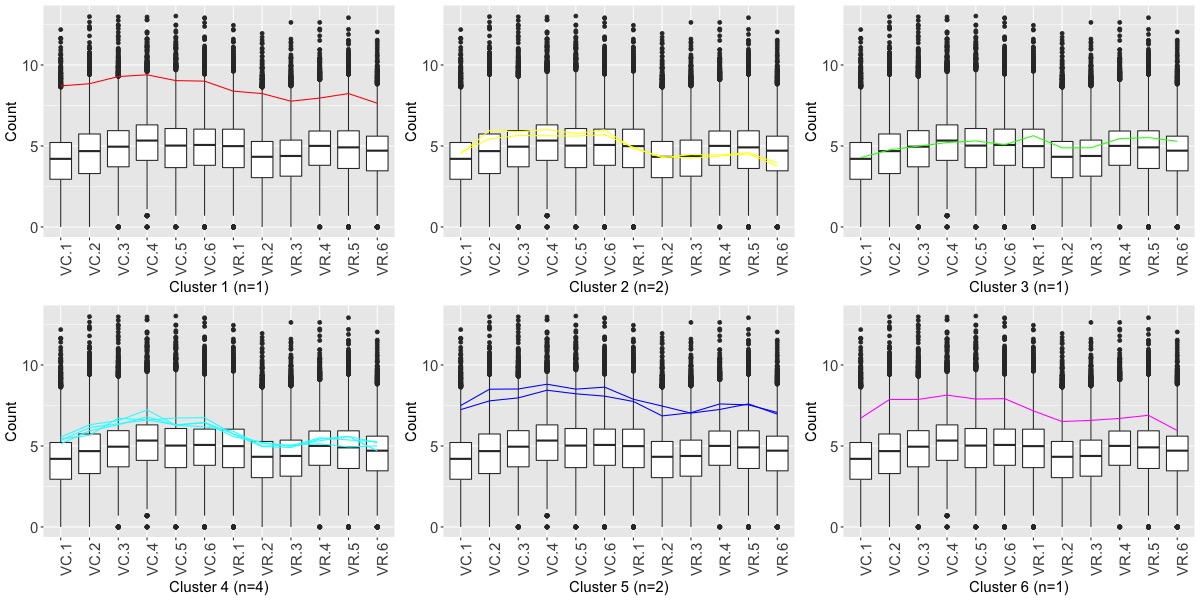 Count
10
5
0
VC.1 VC.2 VC.3 VC.4 VC.5 VC.6 VR.1 VR.2 VR.3 VR.4 VR.5 VR.6
Cluster 1 (n=1)
Count
10
5
0
VC.1 VC.2 VC.3 VC.4 VC.5 VC.6 VR.1 VR.2 VR.3 VR.4 VR.5 VR.6
Cluster 2 (n=2)
Count
10
5
0
VC.1 VC.2 VC.3 VC.4 VC.5 VC.6 VR.1 VR.2 VR.3 VR.4 VR.5 VR.6
Cluster 3 (n=1)
Count
10
5
0
VC.1 VC.2 VC.3 VC.4 VC.5 VC.6 VR.1 VR.2 VR.3 VR.4 VR.5 VR.6
Cluster 4 (n=4)
Count
10
5
0
VC.1 VC.2 VC.3 VC.4 VC.5 VC.6 VR.1 VR.2 VR.3 VR.4 VR.5 VR.6
Cluster 5 (n=2)
Count
10
5
0
VC.1 VC.2 VC.3 VC.4 VC.5 VC.6 VR.1 VR.2 VR.3 VR.4 VR.5 VR.6
Cluster 6 (n=1)